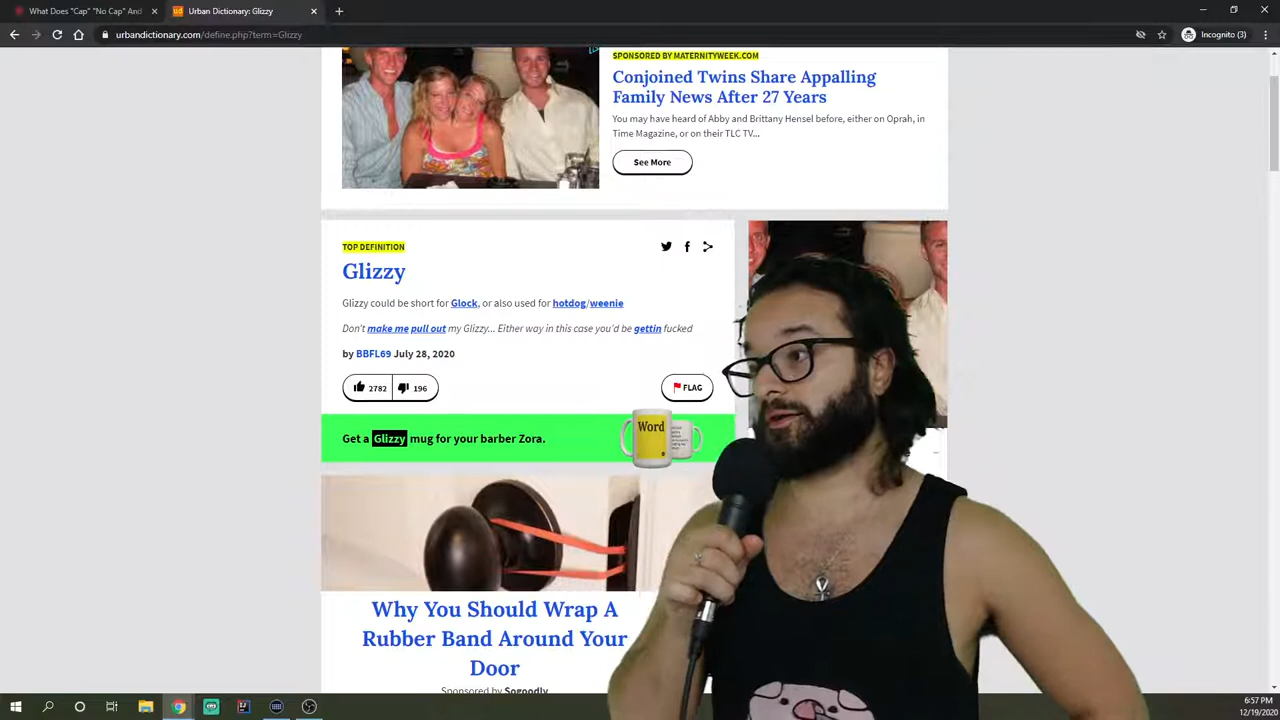 What Does "Cap" "No Cap" And
Urban Dictionary: Glizzy
urbandictionary.com/define.php?term=Glizzy
Incognito (3)
SPONSORED BY MATERNITYWEEK.COM
Conjoined Twins Share Appalling
Family News After 27 Years
You may have heard of Abby and Brittany Hensel before, either on Oprah, in
Time Magazine, or on their TLC TV...
See More
TOP DEFINITION
Glizzy
Glizzy could be short for Glock, or also used for hotdog/weenie
Don't make me pull out my Glizzy... Either way in this case you'd be gettin fucked
by BBFL69 July 28, 2020
2782 196
FLAG
Get a Glizzy mug for your barber Zora.
Word
Why You Should Wrap A
Rubber Band Around Your
Door
Sponsored by Sogoodly
6:57 PM
12/19/2020